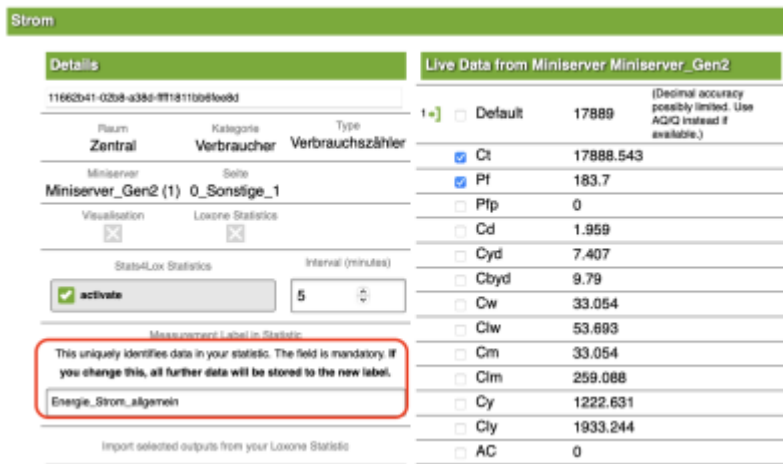 Strom
Details
11662b41-02b8-a38d-ffff1811bb6fee8d
Raum Kategorie Type
Zentral Verbraucher Verbrauchszähler
Miniserver Seite
Miniserver_Gen2 (1) 0_Sonstige_1
Visualisation Loxone Statistics
Stats4Lox Statistics Interval (minutes)
activate 5
Measurement Label in Statistic
This uniquely identifies data in your statistic. The field is mandatory. If
you change this, all further data will be stored to the new label.
Energie_Strom_allgemein
Import selected outputs from your Loxone Statistic
Live Data from Miniserver Miniserver_Gen2
1 Default 17889 (Decimal accuracy
possibly limited. Use
AQ/Q instead if
available.)
Ct 17888.543
Pf 183.7
Pfp 0
Cd 1.959
Cyd 7.407
Cbyd 9.79
Cw 33.054
Clw 53.693
Cm 33.054
Clm 259.088
Cy 1222.631
Cly 1933.244
AC 0